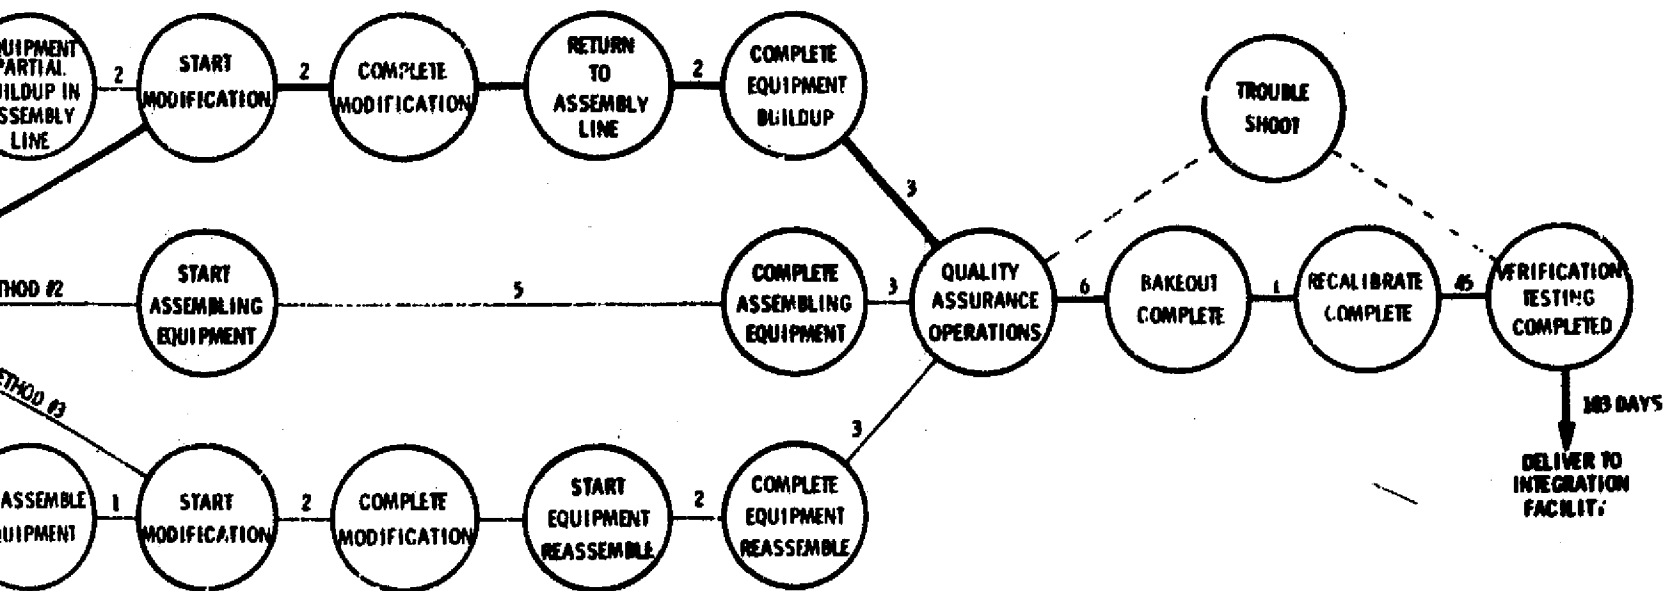 UIPMENT
PARTIAL
UILDUP IN
SSEMBLY
LINE
2
START
MODIFICATION
2
COMPLETE
MODIFICATION
RETURN
TO
ASSEMBLY
LINE
2
COMPLETE
EQUIPMENT
BUILDUP
3
TROUBLE
SHOOT
THOD #2
START
ASSEMBLING
EQUIPMENT
5
COMPLETE
ASSEMBLING
EQUIPMENT
3
QUALITY
ASSURANCE
OPERATIONS
6
BAKEOUT
COMPLETE
1
RECALIBRATE
COMPLETE
45
VERIFICATION
TESTING
COMPLETED
DAYS
DELIVER TO
INTEGRATION
FACILITY
ETHOD #3
ASSEMBLE
UIPMENT
1
START
MODIFICATION
2
COMPLETE
MODIFICATION
START
EQUIPMENT
REASSEMBLE
2
COMPLETE
EQUIPMENT
REASSEMBLE
3